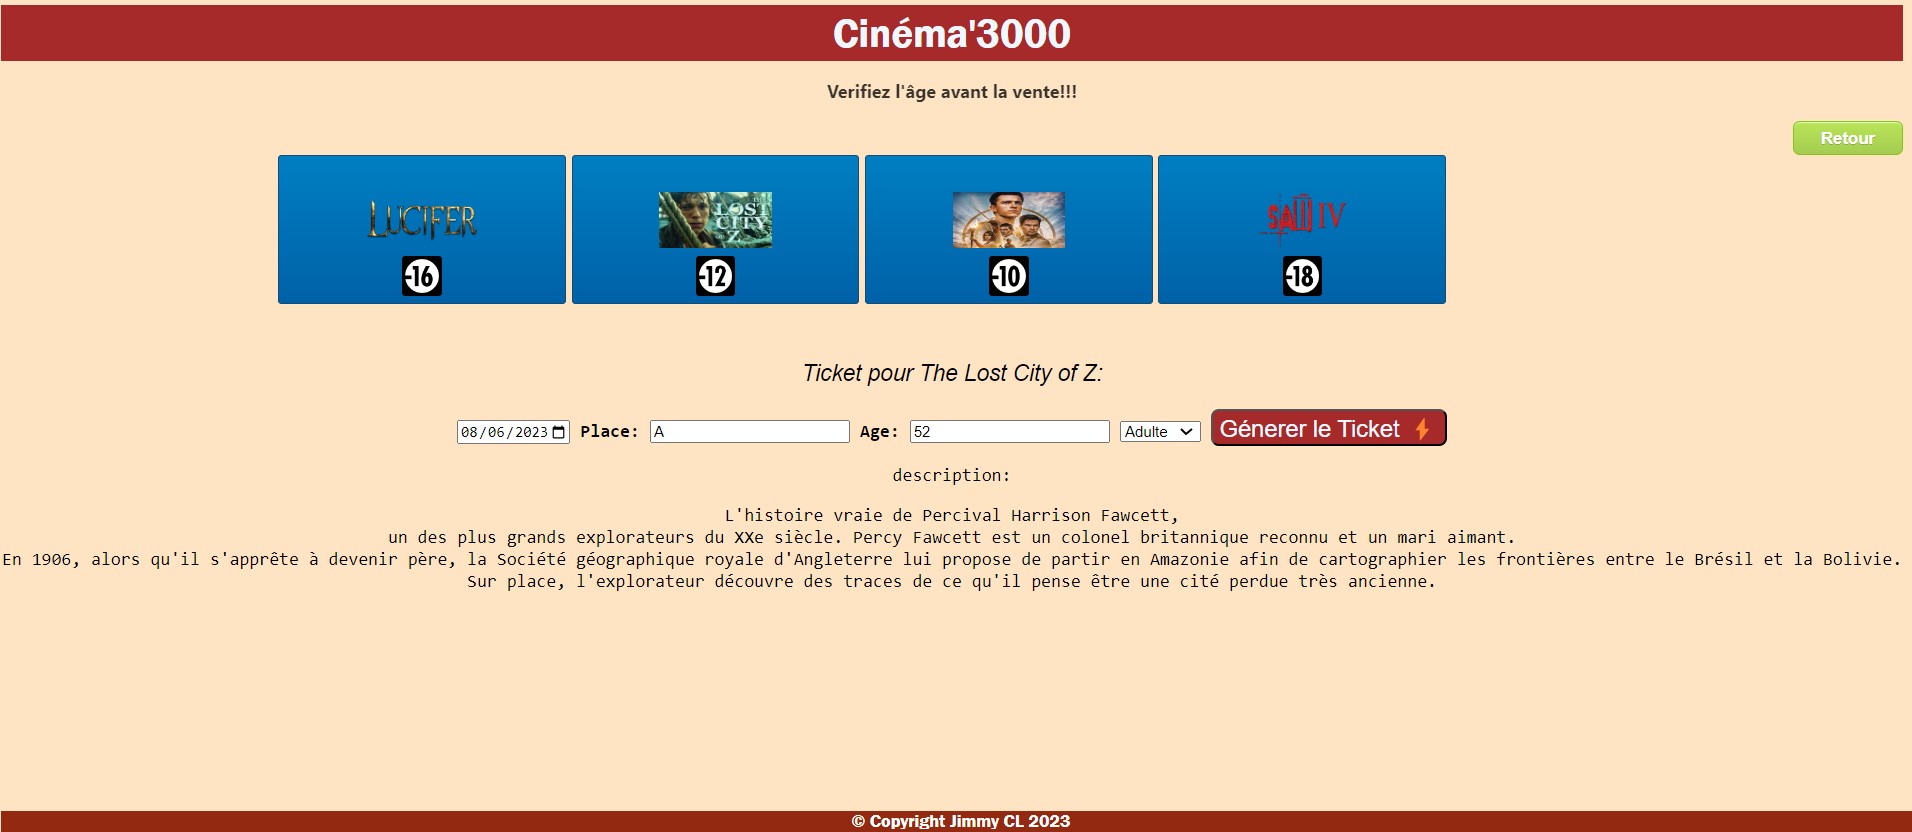 Cinéma'3000
Verifiez l'âge avant la vente!!!
Retour
LUCIFER
THE LOST CITY OF Z
SAW IV
-16
-12
-10
-18
Ticket pour The Lost City of Z:
08/06/2023 Place: A Age: 52 Adulte Génerer le Ticket
description:
L'histoire vraie de Percival Harrison Fawcett,
un des plus grands explorateurs du XXe siècle. Percy Fawcett est un colonel britannique reconnu et un mari aimant.
En 1906, alors qu'il s'apprête à devenir père, la Société géographique royale d'Angleterre lui propose de partir en Amazonie afin de cartographier les frontières entre le Brésil et la Bolivie.
Sur place, l'explorateur découvre des traces de ce qu'il pense être une cité perdue très ancienne.
© Copyright Jimmy CL 2023